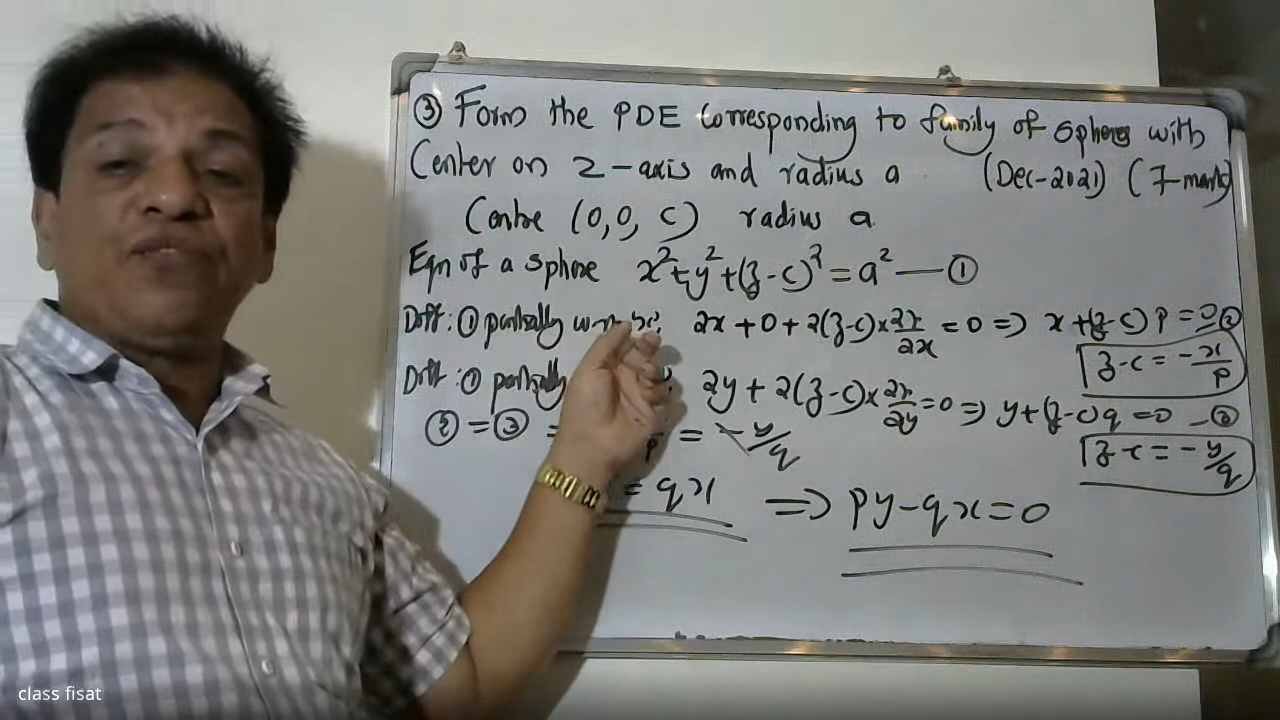 ③ Form the PDE Corresponding to family of spheres with
Center on z-axis and radius a (Dec-2021) (7-mark)
Centre (0,0, c) radius a
Eqn of a sphere x²+y²+(z-c)²=a² — ①
Diff: ① partially w.r.to x, 2x+0+2(z-c)×∂z/∂x =0 ⇒ x+(z-c) p =0 ②
z-c = -x/p
Diff: ① partially 2y+2(z-c)×∂z/∂y=0 ⇒ y+(z-c)q =0 —③
z-c = -y/q
② = ③ = p = -y/q
= qx ⇒ py-qx=0
class fisat